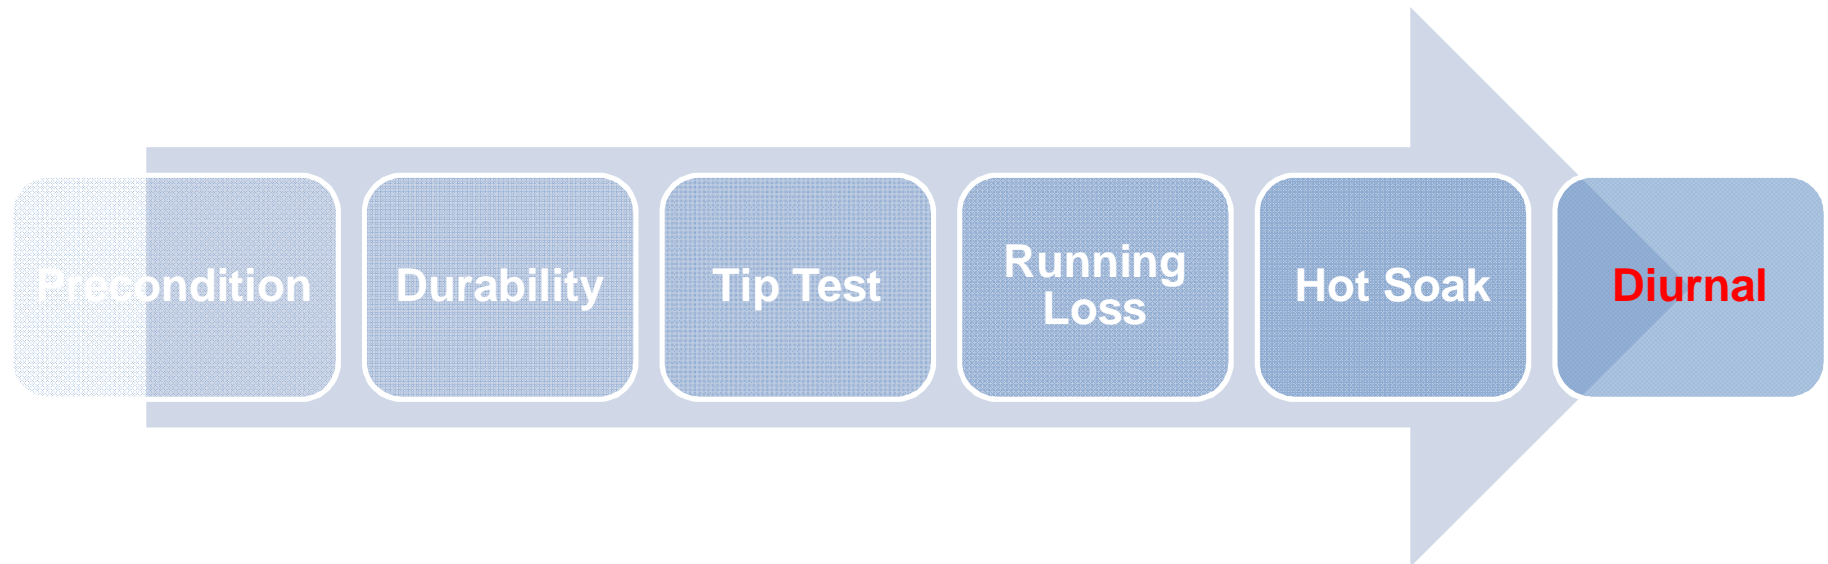 Precondition
Durability
Tip Test
Running
Loss
Hot Soak
Diurnal